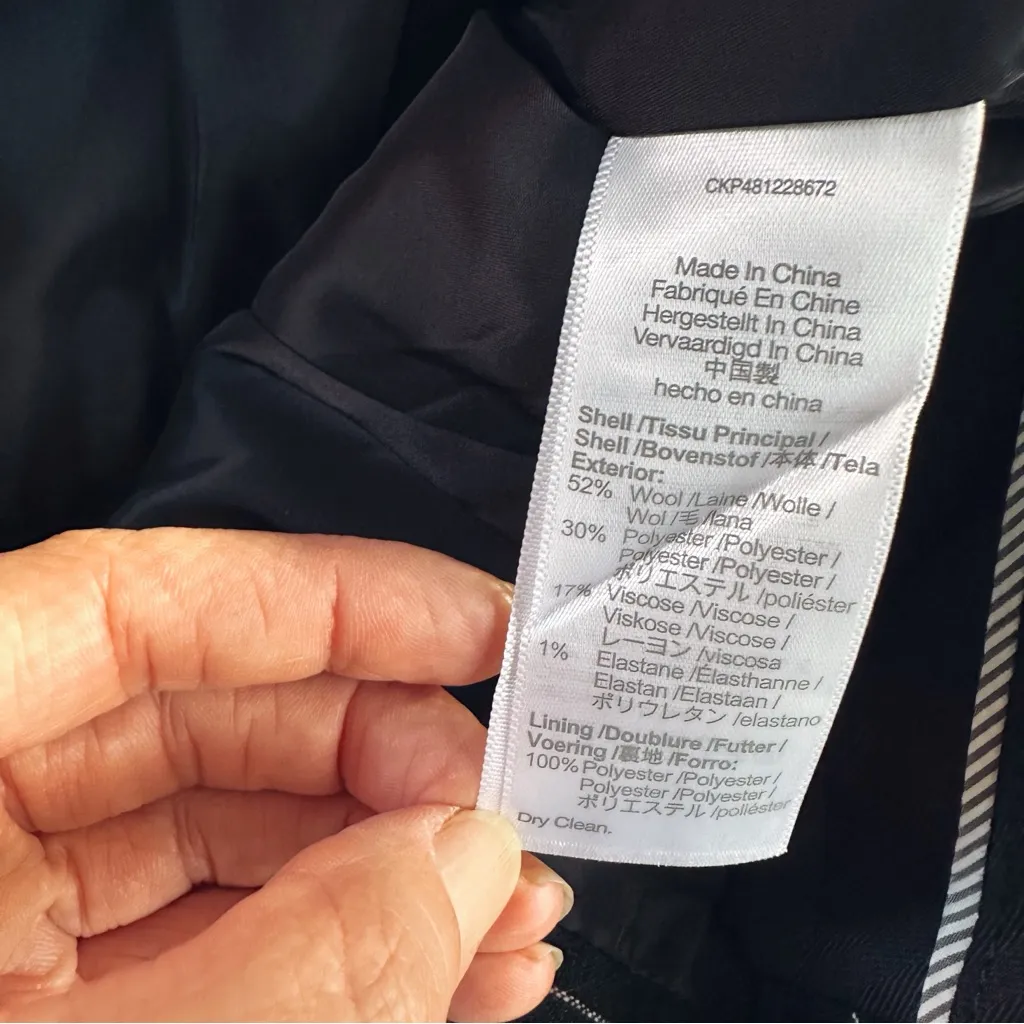 CKP481228672
Made In China
Fabriqué En Chine
Hergestellt In China
Vervaardigd In China
中国製
hecho en china
Shell /Tissu Principal /
Shell /Bovenstof /本体 /Tela
Exterior:
52% Wool /Laine /Wolle /
Wol /毛 /lana
30% Polyester /Polyester /
Polyester /Polyester /
ポリエステル /poliéster
17% Viscose /Viscose /
Viskose /Viscose /
レーヨン /viscosa
1% Elastane /Élasthanne /
Elastan /Elastaan /
ポリウレタン /elastano
Lining /Doublure /Futter /
Voering /裏地 /Forro:
100% Polyester /Polyester /
Polyester /Polyester /
ポリエステル /poliéster
Dry Clean.